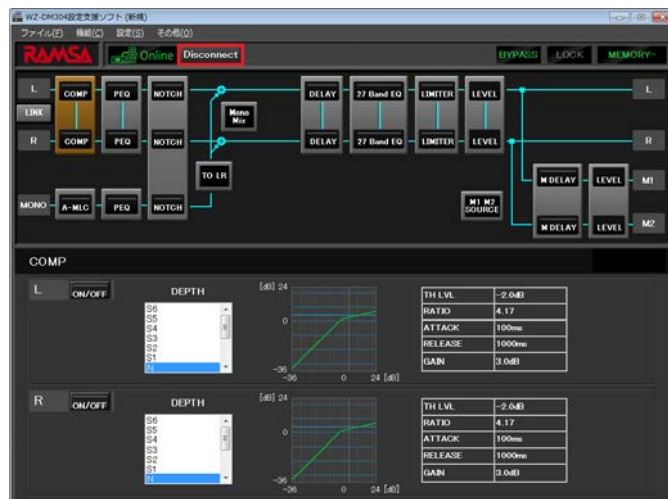 WZ-DM304設定支援ソフト (新規)
ファイル(F) 機能(C) 設定(S) その他(O)
RAMSA Online Disconnect BYPASS LOCK MEMORY-
L COMP PEQ NOTCH DELAY 27 Band EQ LIMITER LEVEL L
LINK
Mono Mix
R COMP PEQ NOTCH DELAY 27 Band EQ LIMITER LEVEL R
TO LR
M DELAY LEVEL M1
MONO A-MLC PEQ NOTCH
M1 M2 SOURCE
M DELAY LEVEL M2
COMP
L ON/OFF DEPTH
S6
S5
S4
S3
S2
S1
N
[dB] 24
0
-36
-36 0 24 [dB]
TH LVL -2.0dB
RATIO 4.17
ATTACK 100ms
RELEASE 1000ms
GAIN 3.0dB
R ON/OFF DEPTH
S6
S5
S4
S3
S2
S1
N
[dB] 24
0
-36
-36 0 24 [dB]
TH LVL -2.0dB
RATIO 4.17
ATTACK 100ms
RELEASE 1000ms
GAIN 3.0dB